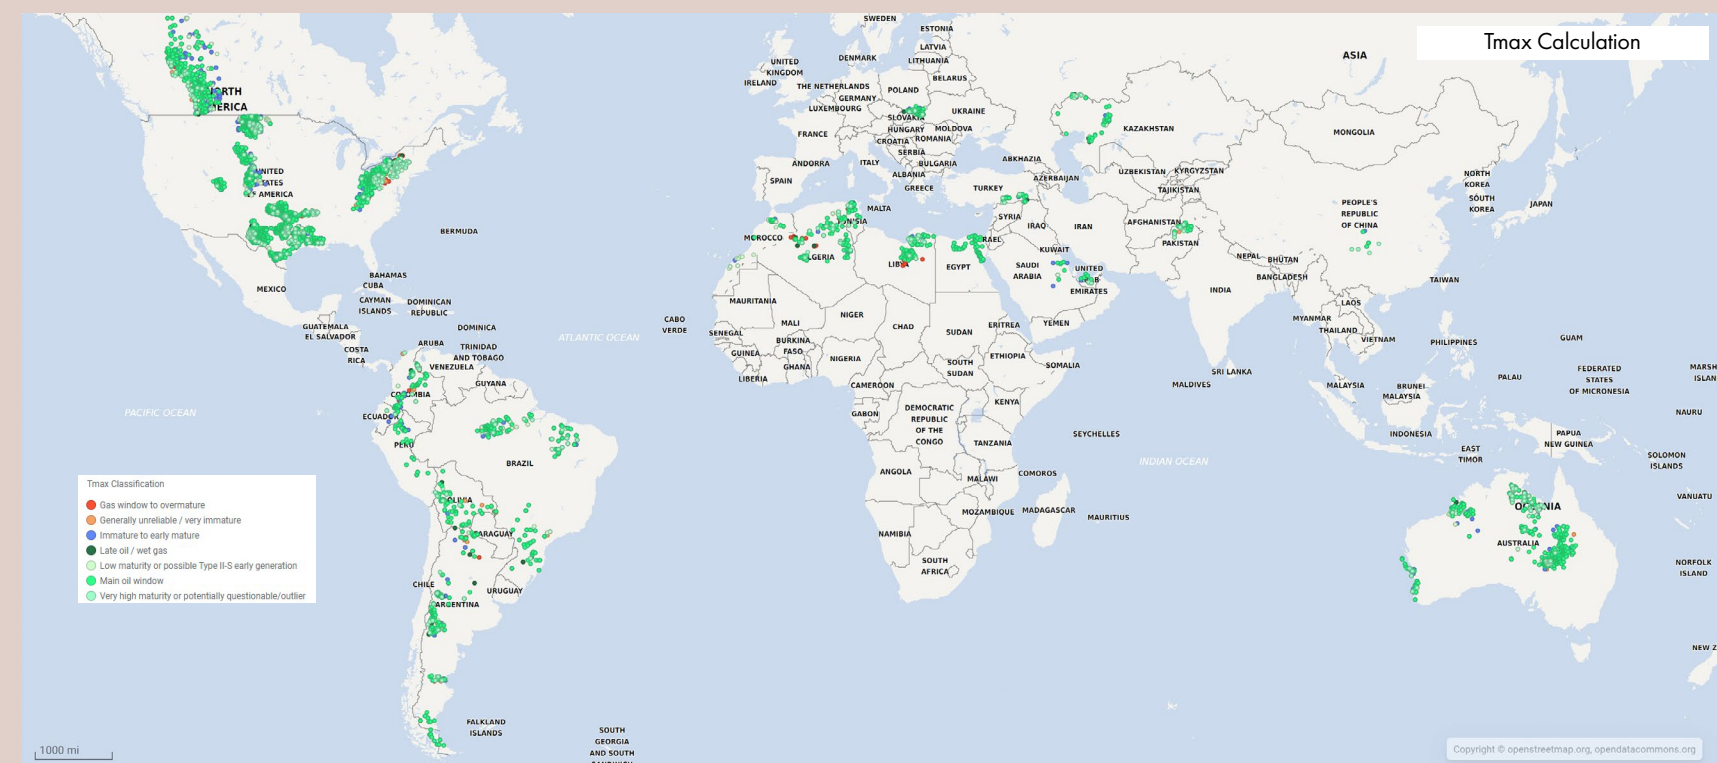 Tmax Calculation
SWEDEN
ESTONIA
LATVIA
LITHUANIA
DENMARK
UNITED
KINGDOM
IRELAND
BELARUS
THE NETHERLANDS
POLAND
GERMANY
LUXEMBOURG
SLOVAKIA
UKRAINE
FRANCE
HUNGARY
MOLDOVA
CROATIA
ROMANIA
SERBIA
ANDORRA
ITALY
BULGARIA
ALBANIA
SPAIN
GREECE
TURKEY
ABKHAZIA
AZERBAIJAN
ASIA
KAZAKHSTAN
MONGOLIA
UZBEKISTAN
KYRGYZSTAN
TAJIKISTAN
NORTH
KOREA
SOUTH
KOREA
JAPAN
PEOPLE'S
REPUBLIC
OF CHINA
AFGHANISTAN
PAKISTAN
MALTA
SYRIA
IRAQ
IRAN
MOROCCO
KUWAIT
EGYPT
SAUDI
ARABIA
UNITED
EMIRATES
NEPAL
BHUTAN
BANGLADESH
INDIA
TAIWAN
BERMUDA
MEXICO
BAHAMAS
CUBA
CAYMAN
ISLANDS
DOMINICAN
REPUBLIC
GUATEMALA
EL SALVADOR
DOMINICA
COSTA
RICA
ARUBA
TRINIDAD
AND TOBAGO
VENEZUELA
GUYANA
ATLANTIC OCEAN
CABO
VERDE
MAURITANIA
MALI
NIGER
CHAD
SUDAN
ERITREA
YEMEN
SENEGAL
BURKINA
FASO
GUINEA
GHANA
NIGERIA
LIBERIA
CAMEROON
SOUTH
SUDAN
ETHIOPIA
SOMALIA
MYANMAR
LAOS
THAILAND
VIETNAM
PHILIPPINES
GUAM
SRI LANKA
MALDIVES
MALAYSIA
BRUNEI
MALAYSIA
PALAU
FEDERATED
STATES
OF MICRONESIA
MARSH
ISLAN
NAURU
PACIFIC OCEAN
PERU
BRAZIL
GABON
DEMOCRATIC
REPUBLIC
OF THE
CONGO
KENYA
TANZANIA
SEYCHELLES
INDIAN OCEAN
INDONESIA
EAST
TIMOR
PAPUA
NEW GUINEA
SOLOMON
ISLANDS
ANGOLA
MALAWI
COMOROS
MOZAMBIQUE
MADAGASCAR
MAURITIUS
VANUATU
NAMIBIA
SOUTH
AFRICA
AUSTRALIA
NORFOLK
ISLAND
NEW Z
CHILE
URUGUAY
ARGENTINA
FALKLAND
ISLANDS
SOUTH
GEORGIA
AND SOUTH
Tmax Classification
Gas window to overmature
Generally unreliable / very immature
Immature to early mature
Late oil / wet gas
Low maturity or possible Type II-S early generation
Main oil window
Very high maturity or potentially questionable/outlier
1000 mi
Copyright © openstreetmap.org, opendatacommons.org